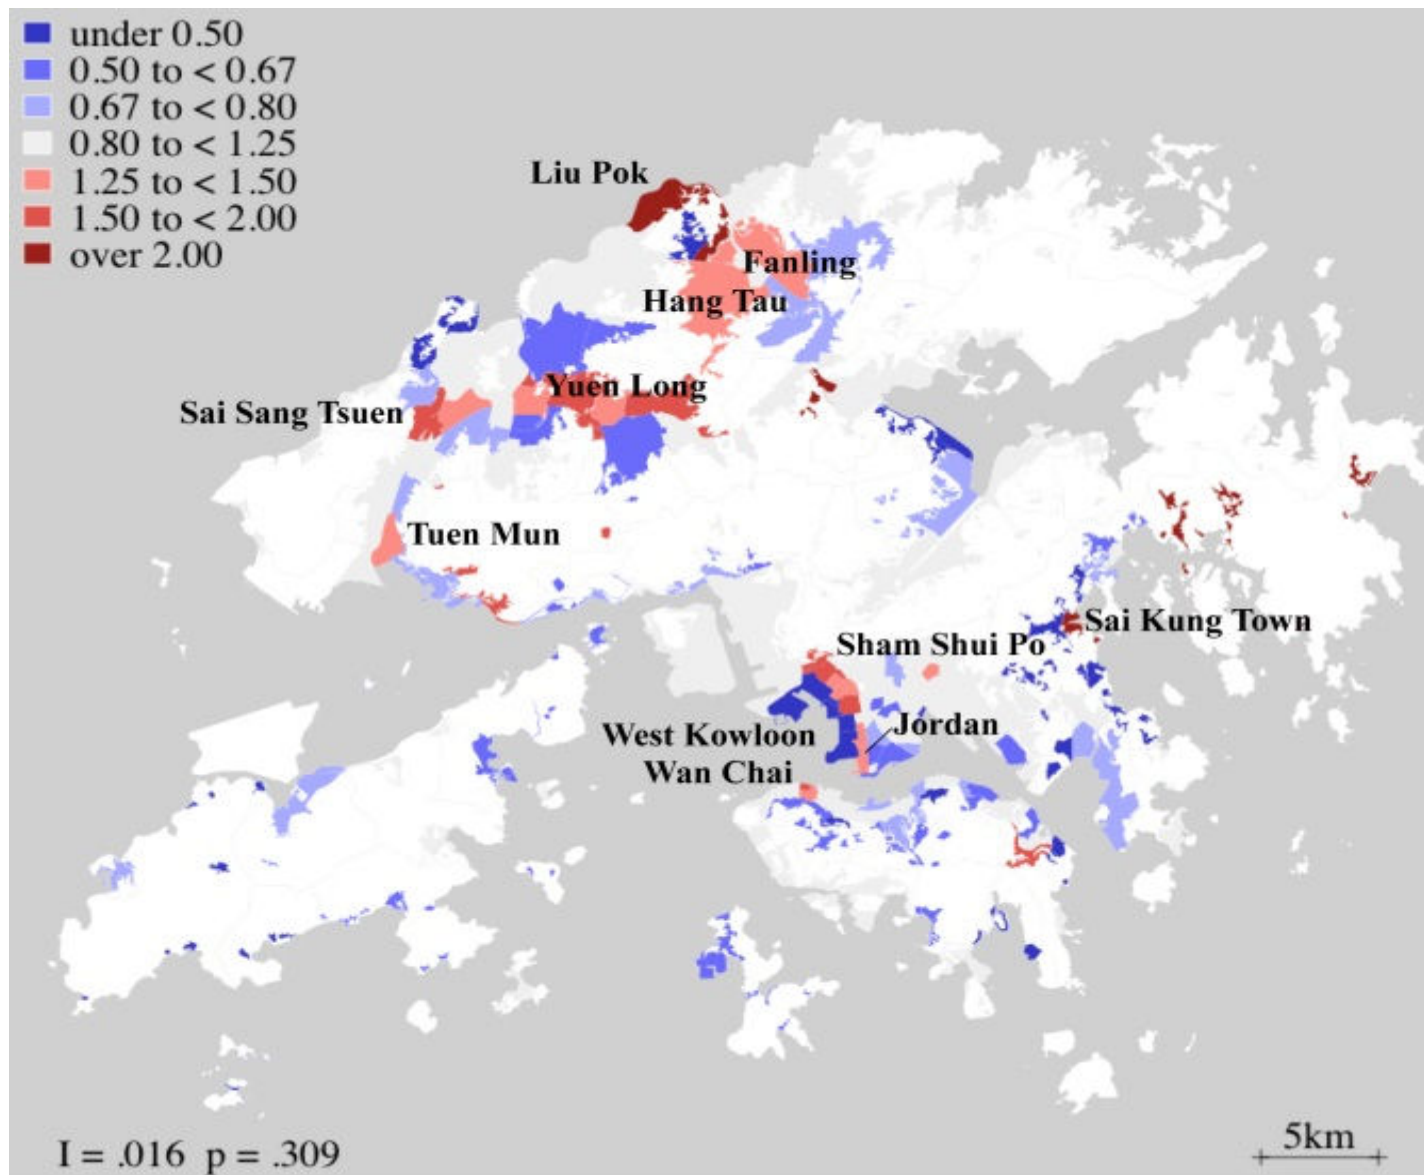 under 0.50
0.50 to < 0.67
0.67 to < 0.80
0.80 to < 1.25
1.25 to < 1.50
1.50 to < 2.00
over 2.00
Liu Pok
Fanling
Hang Tau
Yuen Long
Sai Sang Tsuen
Tuen Mun
Sai Kung Town
Sham Shui Po
Jordan
West Kowloon
Wan Chai
I = .016 p = .309
5km